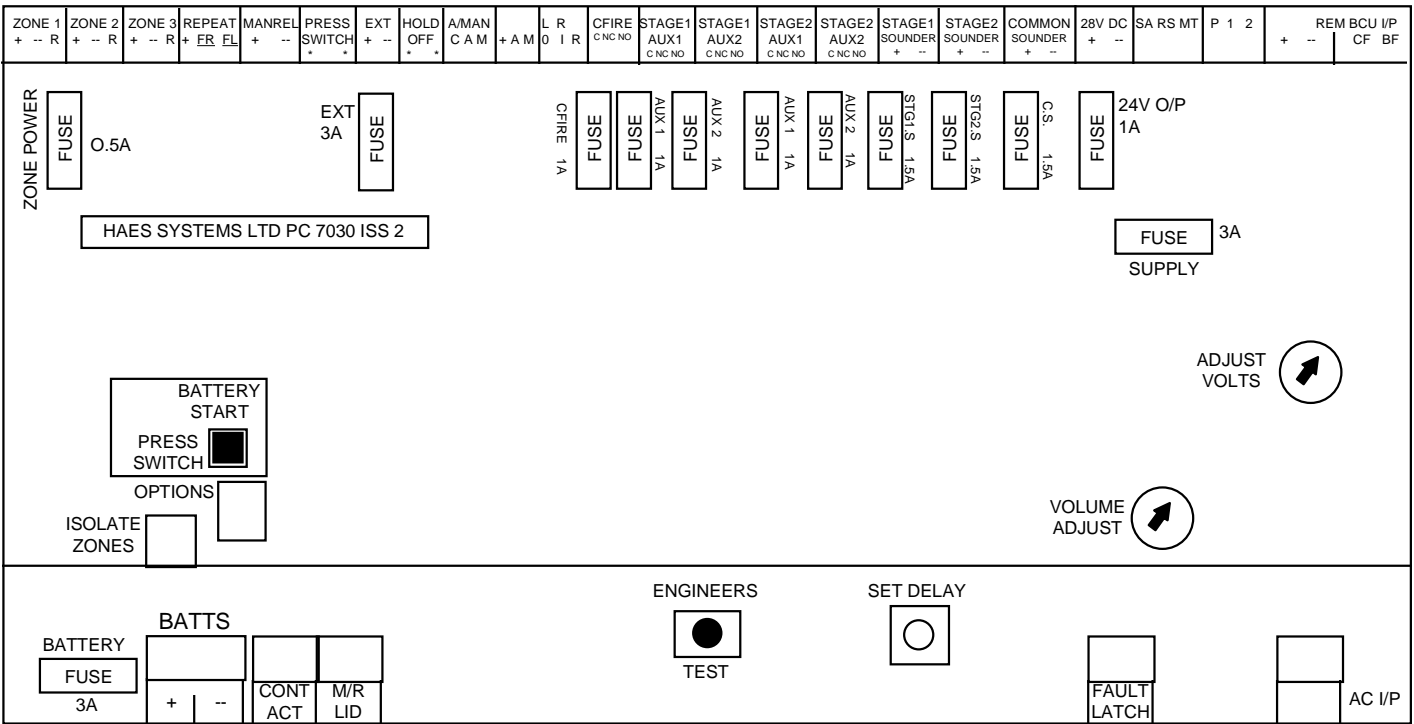 ZONE 1 ZONE 2 ZONE 3 REPEAT MANREL PRESS EXT HOLD A/MAN L R CFIRE STAGE1 STAGE1 STAGE2 STAGE2 STAGE1 STAGE2 COMMON 28V DC SA RS MT P 1 2 REM BCU I/P
+ -- R + -- R + -- R + FR FL + -- SWITCH + -- OFF C A M + A M 0 I R C NC NO AUX1 AUX2 AUX1 AUX2 SOUNDER SOUNDER SOUNDER + -- + -- CF BF
* * * * C NC NO C NC NO C NC NO C NC NO + -- + -- + --
ZONE POWER
FUSE
O.5A
EXT
3A
FUSE
CFIRE 1A
FUSE
FUSE
AUX 1 1A
FUSE
AUX 2 1A
FUSE
AUX 1 1A
FUSE
AUX 2 1A
FUSE
STG1.S 1.5A
FUSE
STG2.S 1.5A
FUSE
C.S. 1.5A
FUSE
24V O/P
1A
HAES SYSTEMS LTD PC 7030 ISS 2
FUSE 3A
SUPPLY
ADJUST
VOLTS
BATTERY
START
PRESS
SWITCH
OPTIONS
ISOLATE
ZONES
VOLUME
ADJUST
ENGINEERS
TEST
SET DELAY
BATTS
BATTERY
FUSE
3A
+ --
CONT
ACT
M/R
LID
FAULT
LATCH
AC I/P